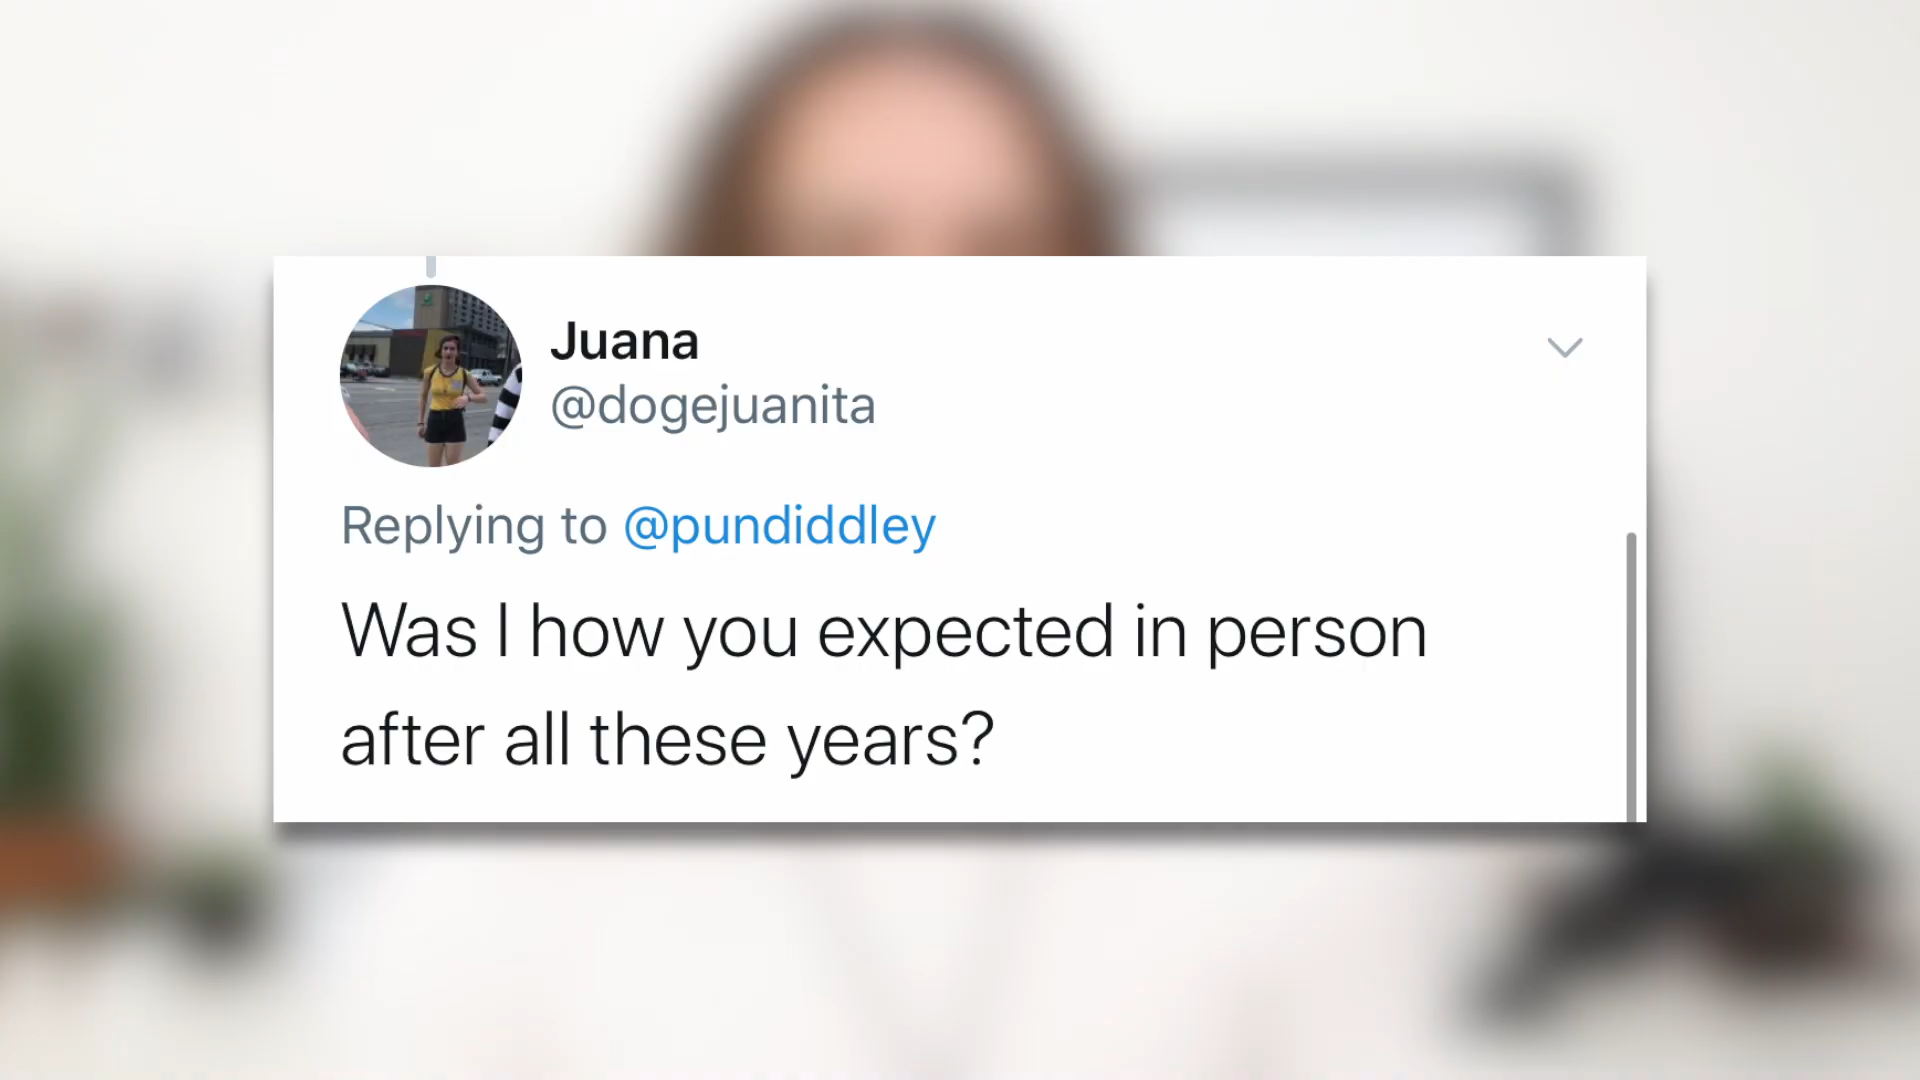 Juana
@dogejuanita
Replying to @pundiddley
Was I how you expected in person
after all these years?